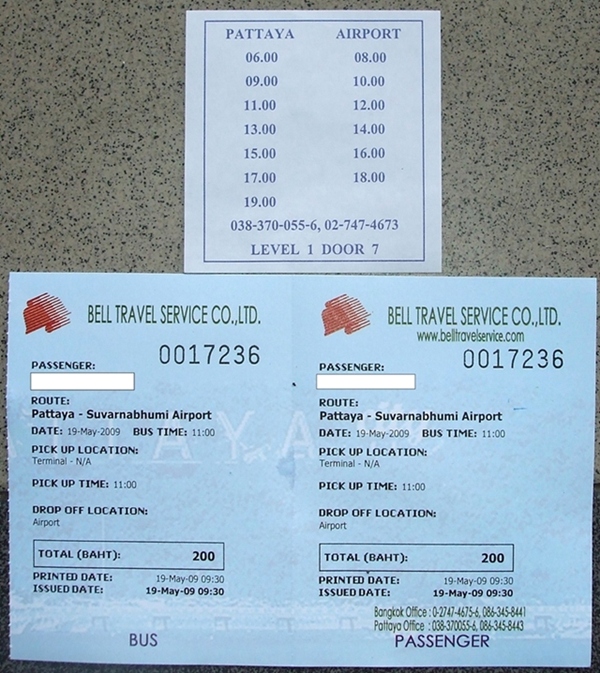 PATTAYA AIRPORT
06.00 08.00
09.00 10.00
11.00 12.00
13.00 14.00
15.00 16.00
17.00 18.00
19.00
038-370-055-6, 02-747-4673
LEVEL 1 DOOR 7
BELL TRAVEL SERVICE CO.,LTD.
0017236
PASSENGER:
ROUTE:
Pattaya - Suvarnabhumi Airport
DATE: 19-May-2009 BUS TIME: 11:00
PICK UP LOCATION:
Terminal - N/A
PICK UP TIME: 11:00
DROP OFF LOCATION:
Airport
TOTAL (BAHT): 200
PRINTED DATE: 19-May-09 09:30
ISSUED DATE: 19-May-09 09:30
BUS
BELL TRAVEL SERVICE CO.,LTD.
www.belltravelservice.com
0017236
PASSENGER:
ROUTE:
Pattaya - Suvarnabhumi Airport
DATE: 19-May-2009 BUS TIME: 11:00
PICK UP LOCATION:
Terminal - N/A
PICK UP TIME: 11:00
DROP OFF LOCATION:
Airport
TOTAL (BAHT): 200
PRINTED DATE: 19-May-09 09:30
ISSUED DATE: 19-May-09 09:30
Bangkok Office : 0-2747-4675-6, 086-345-8441
Pattaya Office : 038-370055-6, 086-345-8443
PASSENGER